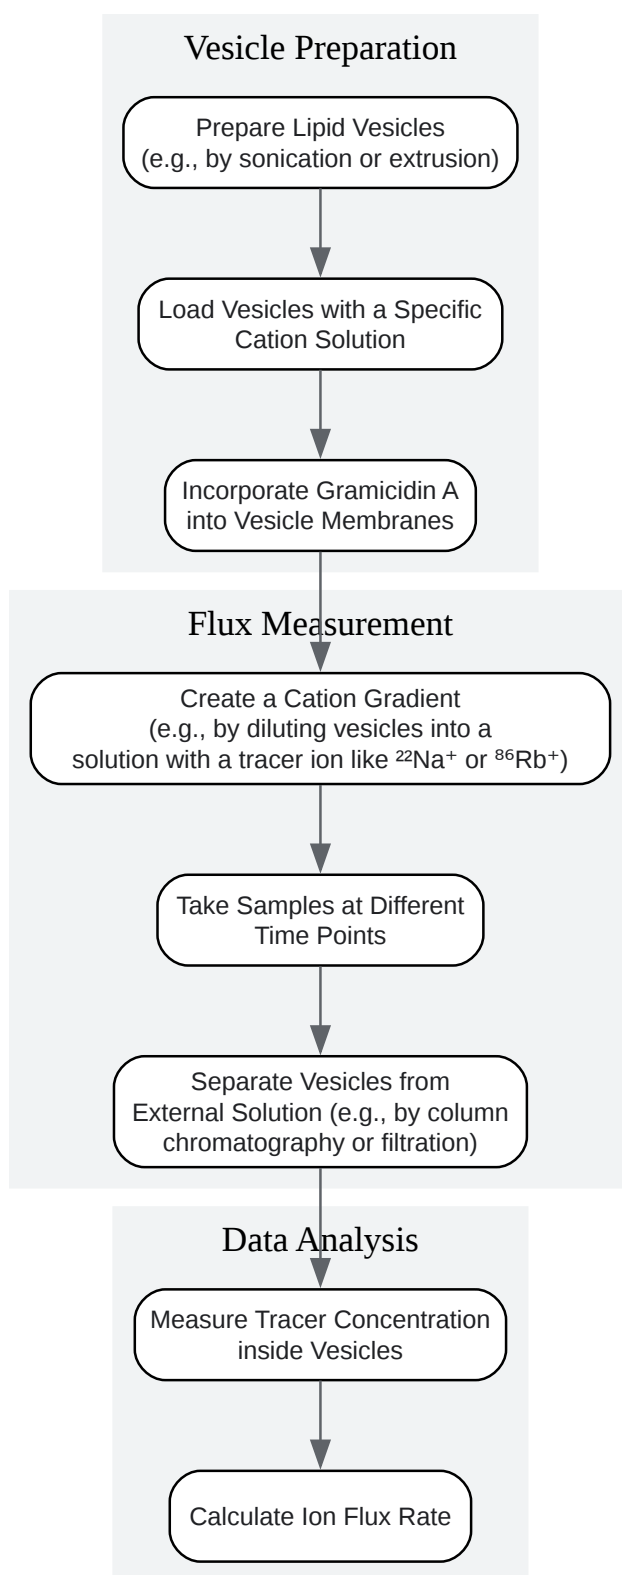 Vesicle Preparation
Prepare Lipid Vesicles
(e.g., by sonication or extrusion)
Load Vesicles with a Specific
Cation Solution
Incorporate Gramicidin A
into Vesicle Membranes
Flux Measurement
Create a Cation Gradient
(e.g., by diluting vesicles into a
solution with a tracer ion like ²²Na⁺ or ⁸⁶Rb⁺)
Take Samples at Different
Time Points
Separate Vesicles from
External Solution (e.g., by column
chromatography or filtration)
Data Analysis
Measure Tracer Concentration
inside Vesicles
Calculate Ion Flux Rate